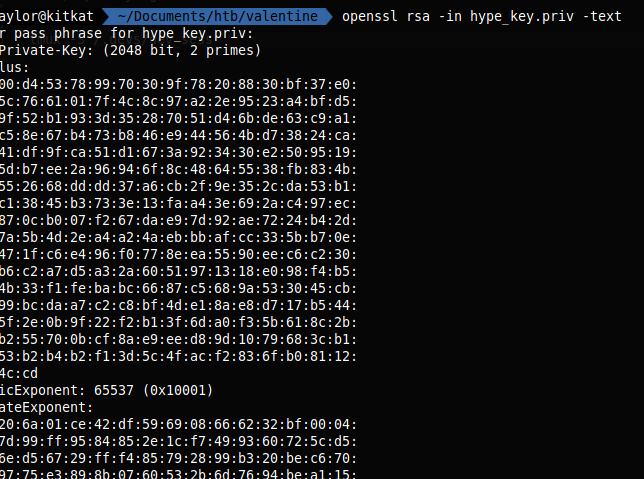 aylor@kitkat ~/Documents/htb/valentine openssl rsa -in hype_key.priv -text
r pass phrase for hype_key.priv:
Private-Key: (2048 bit, 2 primes)
lus:
00:d4:53:78:99:70:30:9f:78:20:88:30:bf:37:e0:
5c:76:61:01:7f:4c:8c:97:a2:2e:95:23:a4:bf:d5:
9f:52:b1:93:3d:35:28:70:51:d4:6b:de:63:c9:a1:
c5:8e:67:b4:73:b8:46:e9:44:56:4b:d7:38:24:ca:
41:df:9f:ca:51:d1:67:3a:92:34:30:e2:50:95:19:
5d:b7:ee:2a:96:94:6f:8c:48:64:55:38:fb:83:4b:
55:26:68:dd:dd:37:a6:cb:2f:9e:35:2c:da:53:b1:
c1:38:45:b3:73:3e:13:fa:a4:3e:69:2a:c4:97:ec:
87:0c:b0:07:f2:67:da:e9:7d:92:ae:72:24:b4:2d:
7a:5b:4d:2e:a4:a2:4a:eb:bb:af:cc:33:5b:b7:0e:
47:1f:c6:e4:96:f0:77:8e:ea:55:90:ee:c6:c2:30:
b6:c2:a7:d5:a3:2a:60:51:97:13:18:e0:98:f4:b5:
4b:33:f1:fe:ba:bc:66:87:c5:68:9a:53:30:45:cb:
99:bc:da:a7:c2:c8:bf:4d:e1:8a:e8:d7:17:b5:44:
5f:2e:0b:9f:22:f2:b1:3f:6d:a0:f3:5b:61:8c:2b:
b2:55:70:0b:cf:8a:e9:ee:d8:9d:10:79:68:3c:b1:
53:b2:b4:b2:f1:3d:5c:4f:ac:f2:83:6f:b0:81:12:
4c:cd
icExponent: 65537 (0x10001)
ateExponent:
20:6a:01:ce:42:df:59:69:08:66:62:32:bf:00:04:
7d:99:ff:95:84:85:2e:1c:f7:49:93:60:72:5c:d5:
6e:d5:67:29:ff:f4:85:79:28:99:b3:20:be:c6:70:
97:75:e3:89:8b:07:60:53:2b:6d:76:94:be:a1:15: